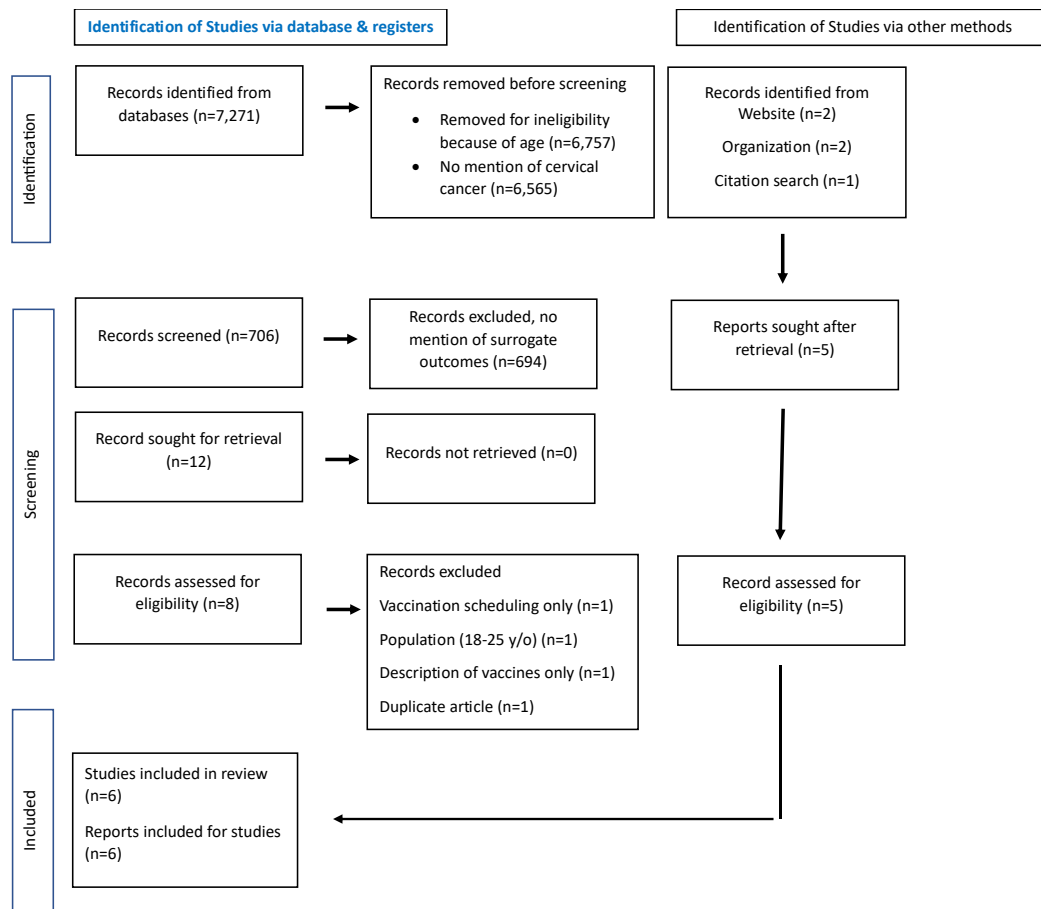 Identification of Studies via database & registers
Identification of Studies via other methods
Identification
Records identified from
databases (n=7,271)
Records removed before screening
• Removed for ineligibility
because of age (n=6,757)
• No mention of cervical
cancer (n=6,565)
Records identified from
Website (n=2)
Organization (n=2)
Citation search (n=1)
Screening
Records screened (n=706)
Records excluded, no
mention of surrogate
outcomes (n=694)
Reports sought after
retrieval (n=5)
Record sought for retrieval
(n=12)
Records not retrieved (n=0)
Records assessed for
eligibility (n=8)
Records excluded
Vaccination scheduling only (n=1)
Population (18-25 y/o) (n=1)
Description of vaccines only (n=1)
Duplicate article (n=1)
Record assessed for
eligibility (n=5)
Included
Studies included in review
(n=6)
Reports included for studies
(n=6)